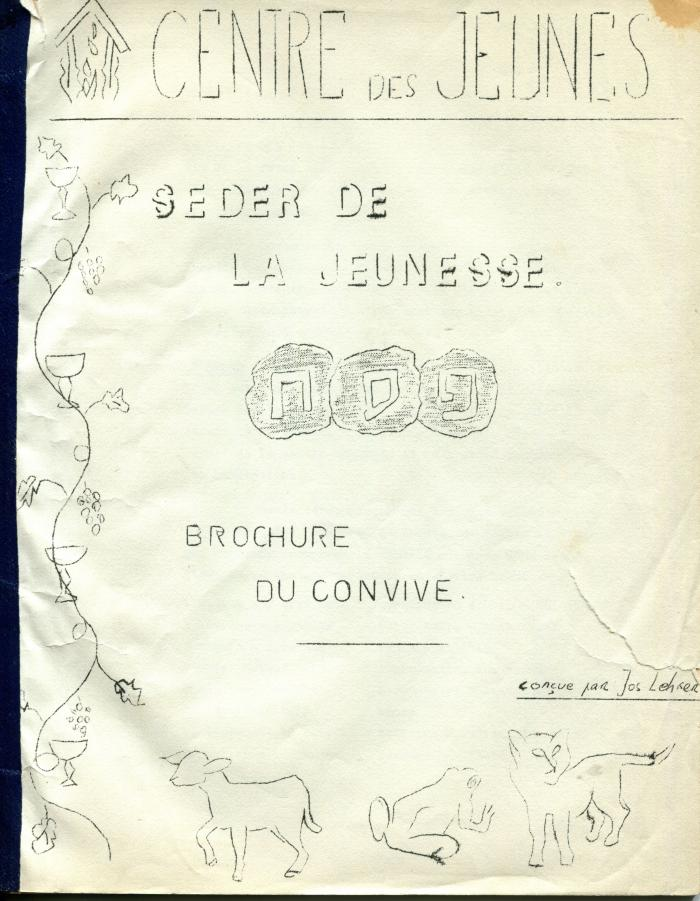 CENTRE DES JEUNES
SEDER DE
LA JEUNESSE.
פסח
BROCHURE
DU CONVIVE.
conçue par Jos Lehrer